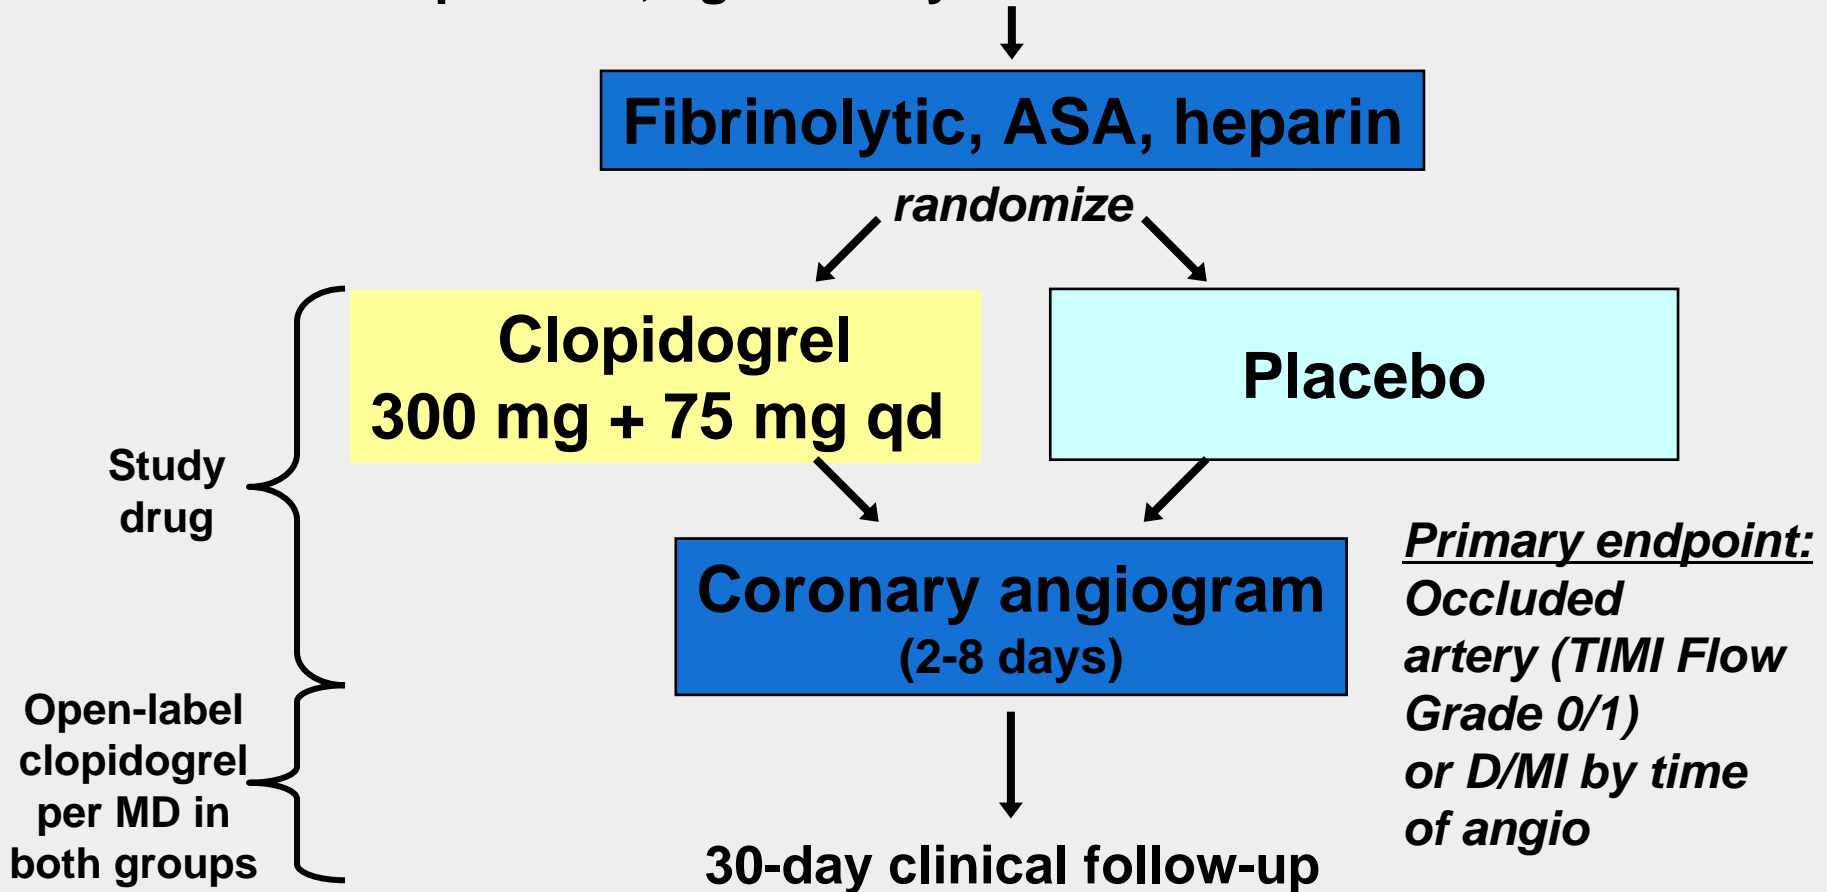 Fibrinolytic, ASA, heparin
randomize
Clopidogrel
300 mg + 75 mg qd
Placebo
Study
drug
Coronary angiogram
(2-8 days)
Primary endpoint:
Occluded
artery (TIMI Flow
Grade 0/1)
or D/MI by time
of angio
Open-label
clopidogrel
per MD in
both groups
30-day clinical follow-up